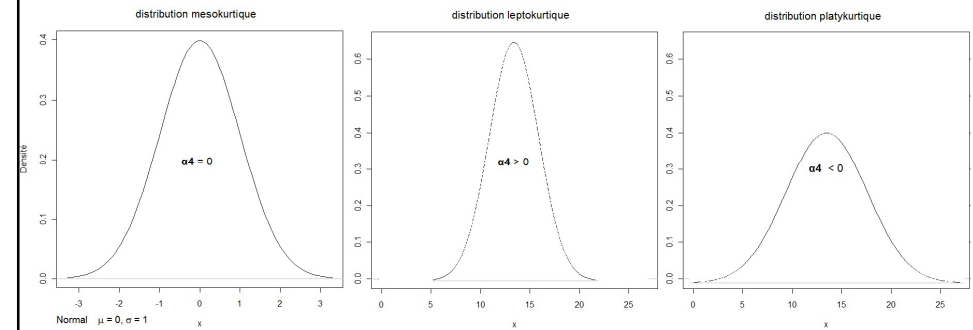 distribution mesokurtique
distribution leptokurtique
distribution platykurtique
Densité
0.0 0.1 0.2 0.3 0.4
α4 = 0
-3 -2 -1 0 1 2 3
Normal μ = 0, σ = 1
x
0.0 0.1 0.2 0.3 0.4 0.5 0.6
α4 > 0
0 5 10 15 20 25
x
0.0 0.1 0.2 0.3 0.4 0.5 0.6
α4 < 0
0 5 10 15 20 25
x